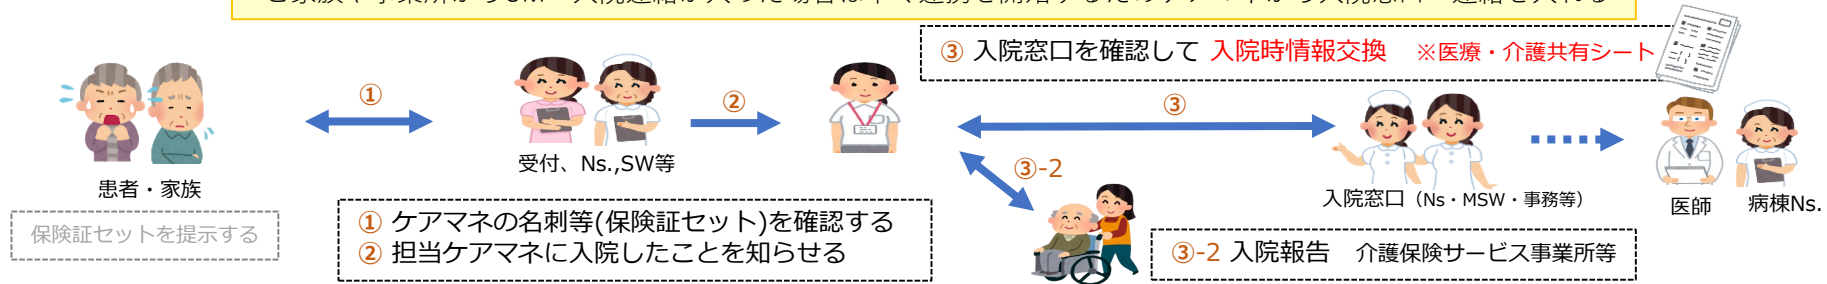 ③ 入院窓口を確認して 入院時情報交換 ※医療・介護共有シート
①
②
③
③-2
患者・家族
受付、Ns.,SW等
入院窓口（Ns・MSW・事務等）
医師
病棟Ns.
保険証セットを提示する
① ケアマネの名刺等(保険証セット)を確認する
② 担当ケアマネに入院したことを知らせる
③-2 入院報告 介護保険サービス事業所等